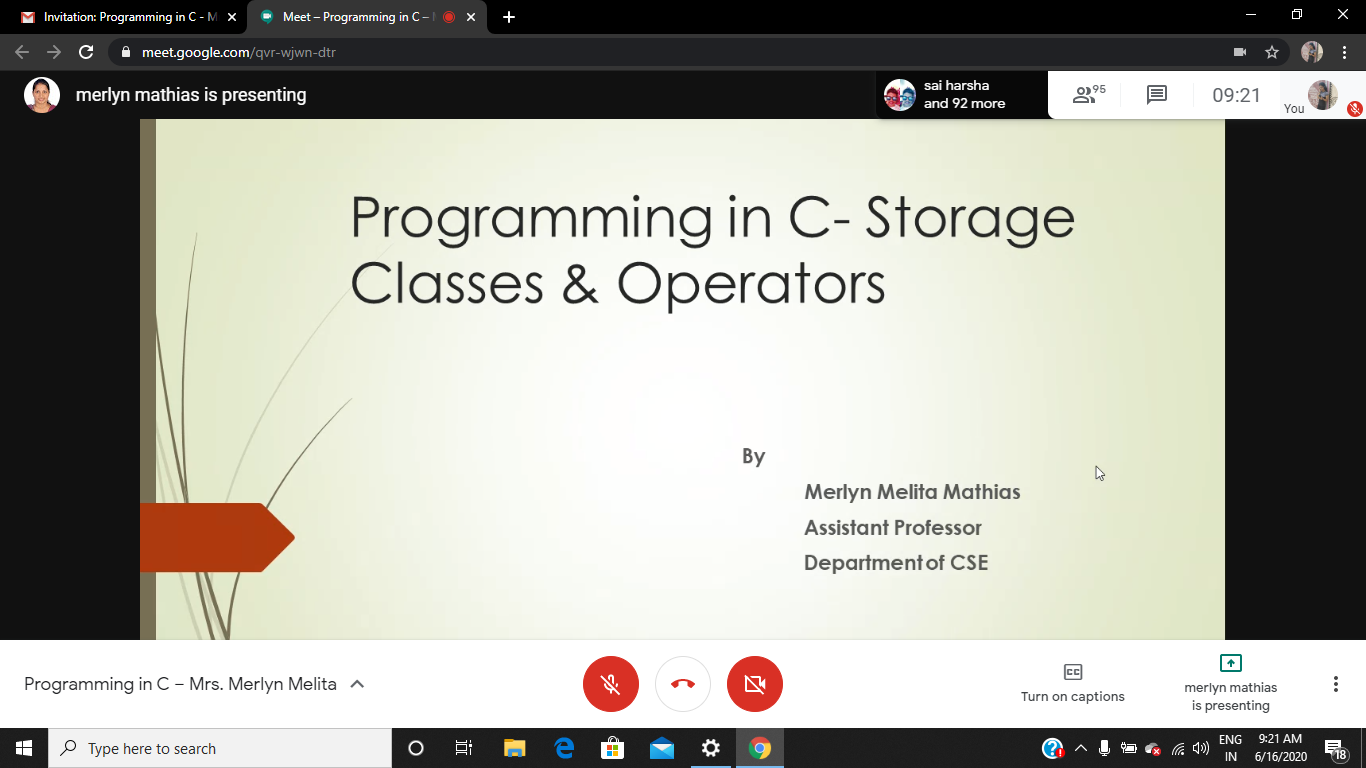 Invitation: Programming in C - M
Meet – Programming in C –
meet.google.com/qvr-wjwn-dtr
merlyn mathias is presenting
sai harsha
and 92 more
95
09:21
You
Programming in C- Storage
Classes & Operators
By
Merlyn Melita Mathias
Assistant Professor
Department of CSE
Programming in C – Mrs. Merlyn Melita
CC
Turn on captions
merlyn mathias
is presenting
Type here to search
ENG
IN
9:21 AM
6/16/2020
18